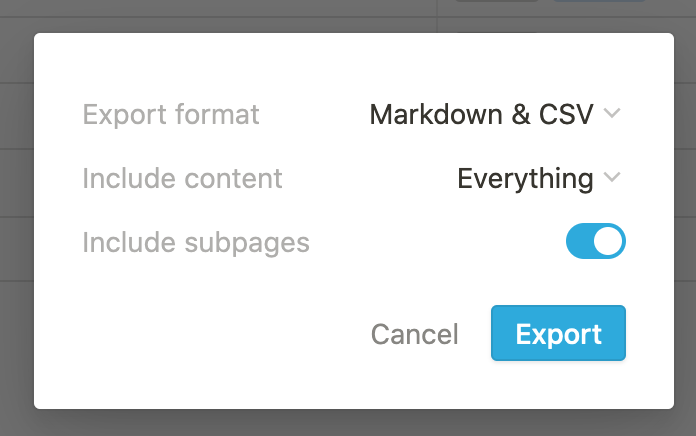 Export format Markdown & CSV
Include content Everything
Include subpages
Cancel Export